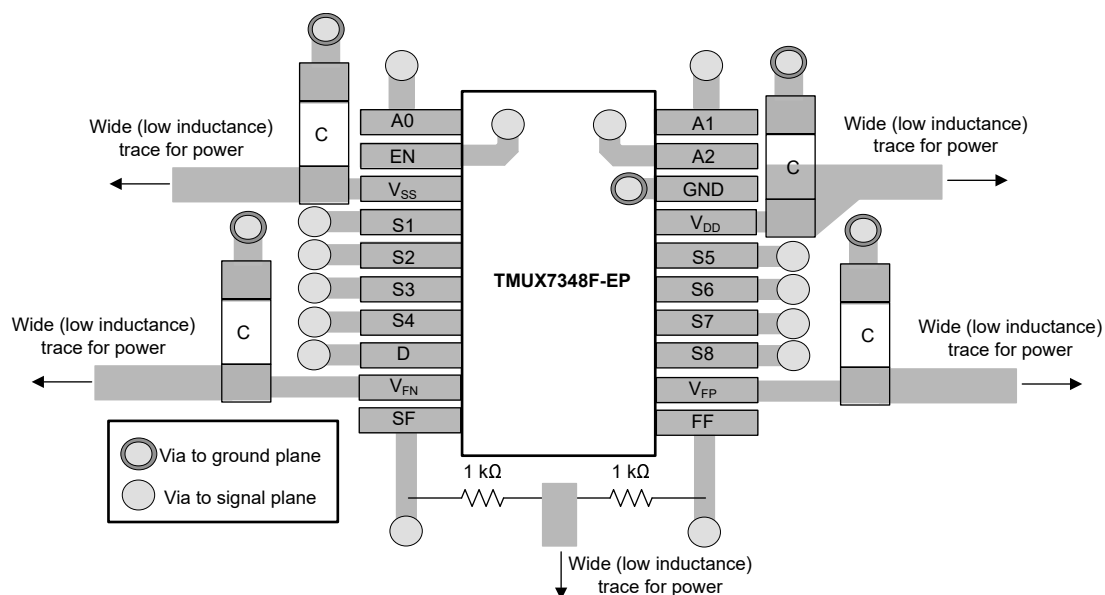 A0
A1
C
Wide (low inductance)
trace for power
EN
A2
C
Wide (low inductance)
trace for power
VSS
GND
S1
VDD
S2
S5
TMUX7348F-EP
S3
S6
Wide (low inductance)
trace for power
C
S4
S7
C
Wide (low inductance)
trace for power
D
S8
VFN
VFP
SF
FF
Via to ground plane
Via to signal plane
1 kΩ
1 kΩ
Wide (low inductance)
trace for power